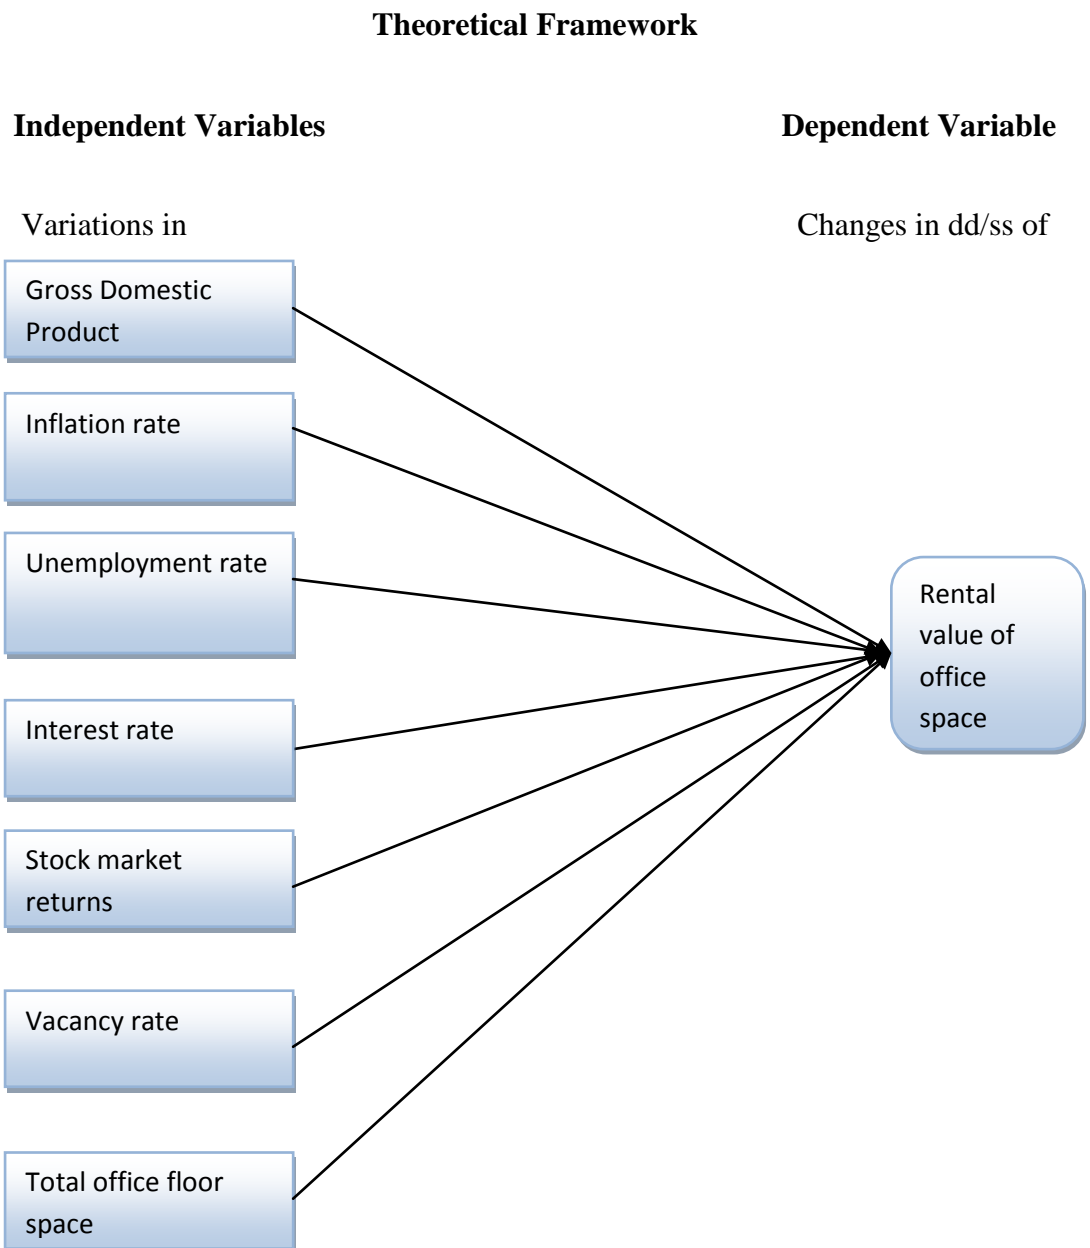 Theoretical Framework
Independent Variables
Dependent Variable
Variations in
Changes in dd/ss of
Gross Domestic
Product
Inflation rate
Unemployment rate
Interest rate
Stock market
returns
Vacancy rate
Total office floor
space
Rental
value of
office
space